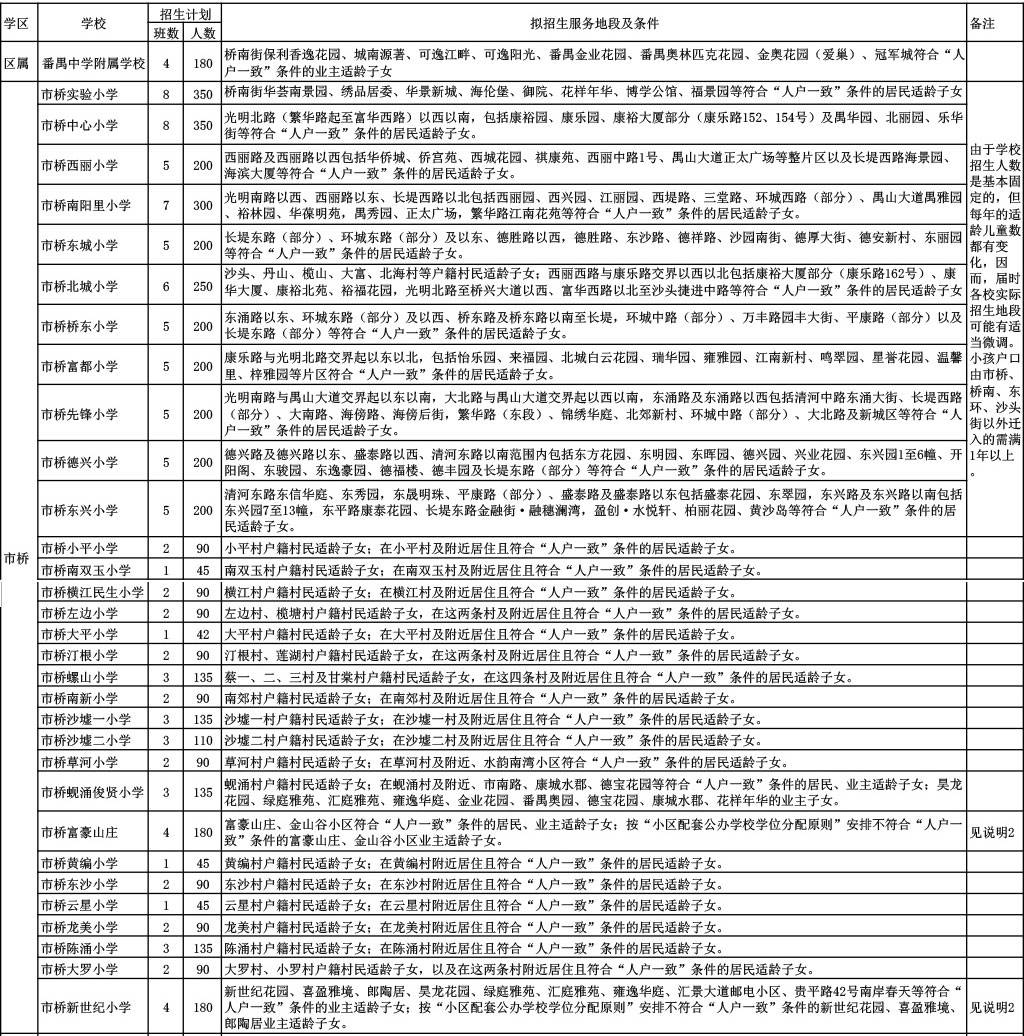 学区 学校 招生计划 拟招生服务地段及条件 备注
班数 人数
区属 番禺中学附属学校 4 180 桥南街保利香逸花园、城南源著、可逸江畔、可逸阳光、番禺金业花园、番禺奥林匹克花园、金奥花园（爱巢）、冠军城符合“人
户一致”条件的业主适龄子女
市桥
市桥实验小学 8 350 桥南街华荟南景园、绣品居委、华景新城、海伦堡、御院、花样年华、博学公馆、福景园等符合“人户一致”条件的居民适龄子女
市桥中心小学 8 350 光明北路（繁华路起至富华西路）以西以南，包括康裕园、康乐园、康裕大厦部分（康乐路152、154号）及禺华园、北丽园、乐华
街等符合“人户一致”条件的居民适龄子女。
市桥西丽小学 5 200 西丽路及西丽路以西包括华侨城、侨宫苑、西城花园、祺康苑、西丽中路1号、禺山大道正太广场等整片区以及长堤西路海景园、
海滨大厦等符合“人户一致”条件的居民适龄子女。
市桥南阳里小学 7 300 光明南路以西、西丽路以东、长堤西路以北包括西丽园、西兴园、江丽园、西堤路、三堂路、环城西路（部分）、禺山大道禺雅园
、裕林园、华葆明苑，禺秀园、正太广场，繁华路江南花苑等符合“人户一致”条件的居民适龄子女。
市桥东城小学 5 200 长堤东路（部分）、环城东路（部分）及以东、德胜路以西，德胜路、东沙路、德祥路、沙园南街、德厚大街、德安新村、东丽园
等符合“人户一致”条件的居民适龄子女。
市桥北城小学 6 250 沙头、丹山、榄山、大富、北海村等户籍村民适龄子女；西丽西路与康乐路交界以西以北包括康裕大厦部分（康乐路162号）、康
华大厦、康裕北苑、裕福花园，光明北路至桥兴大道以西、富华西路以北至沙头捷进中路等符合“人户一致”条件的居民适龄子女
市桥桥东小学 5 200 东涌路以东、环城东路（部分）及以西、桥东路及桥东路以南至长堤，环城中路（部分）、万丰路园丰大街、平康路（部分）以及
长堤东路（部分）等符合“人户一致”条件的居民适龄子女。
市桥富都小学 5 200 康乐路与光明北路交界起以东以北，包括怡乐园、来福园、北城白云花园、瑞华园、雍雅园、江南新村、鸣翠园、星誉花园、温馨
里、梓雅园等片区符合“人户一致”条件的居民适龄子女。
市桥先锋小学 5 200 光明南路与禺山大道交界起以东以南，大北路与禺山大道交界以西以南，东涌路及东涌路以西包括清河中路东涌大街、长堤西路
（部分）、大南路、海傍路、海傍后街，繁华路（东段）、锦绣华庭、北郊新村、环城中路（部分）、大北路及新城区等符合“人
户一致”条件的居民适龄子女。
市桥德兴小学 5 200 德兴路及德兴路以东、盛泰路以西、清河东路以南范围内包括东方花园、东明园、东晖园、德兴园、兴业花园、东兴园1至6幢、开
阳阁、东骏园、东逸豪园、德福楼、德丰园及长堤东路（部分）等符合“人户一致”条件的居民适龄子女。
市桥东兴小学 5 200 清河东路东信华庭、东秀园，东晟明珠、平康路（部分）、盛泰路及盛泰路以东包括盛泰花园、东翠园，东兴路及东兴路以南包括
东兴园7至13幢，东平路康泰花园、长堤东路金融街·融穗澜湾，盈创·水悦轩、柏丽花园、黄沙岛等符合“人户一致”条件的居
民适龄子女。
由于学校
招生人数
是基本固
定的，但
每年的适
龄儿童数
都有变
化，因
而，届时
各校实际
招生地段
可能有适
当微调。
小孩户口
由市桥、
桥南、东
环、沙头
街以外迁
入的需满
1年以上
。
市桥小平小学 2 90 小平村户籍村民适龄子女；在小平村及附近居住且符合“人户一致”条件的居民适龄子女。
市桥南双玉小学 1 45 南双玉村户籍村民适龄子女；在南双玉村及附近居住且符合“人户一致”条件的居民适龄子女。
市桥横江民生小学 2 90 横江村户籍村民适龄子女；在横江村及附近居住且符合“人户一致”条件的居民适龄子女。
市桥左边小学 2 90 左边村、榄塘村户籍村民适龄子女，在这两条村及附近居住且符合“人户一致”条件的居民适龄子女。
市桥大平小学 1 42 大平村户籍村民适龄子女；在大平村及附近居住且符合“人户一致”条件的居民适龄子女。
市桥汀根小学 2 90 汀根村、莲湖村户籍村民适龄子女，在这两条村及附近居住且符合“人户一致”条件的居民适龄子女。
市桥螺山小学 3 135 蔡一、二、三村及甘棠村户籍村民适龄子女，在这四条村及附近居住且符合“人户一致”条件的居民适龄子女。
市桥南新小学 2 90 南郊村户籍村民适龄子女；在南郊村及附近居住且符合“人户一致”条件的居民适龄子女。
市桥沙墟一小学 3 135 沙墟一村户籍村民适龄子女；在沙墟一村及附近居住且符合“人户一致”条件的居民适龄子女。
市桥沙墟二小学 3 110 沙墟二村户籍村民适龄子女；在沙墟二村及附近居住且符合“人户一致”条件的居民适龄子女。
市桥草河小学 2 90 草河村户籍村民适龄子女；在草河村及附近、水韵南湾小区符合“人户一致”条件的居民适龄子女。
市桥蚬涌俊贤小学 3 135 蚬涌村户籍村民适龄子女；在蚬涌村及附近、市南路、康城水郡、德宝花园等符合“人户一致”条件的居民、业主适龄子女；昊龙
花园、绿庭雅苑、汇庭雅苑、雍逸华庭、金业花园、番禺奥园、德宝花园、康城水郡、花样年华的业主子女。
市桥富豪山庄 4 180 富豪山庄、金山谷小区符合“人户一致”条件的居民、业主适龄子女；按“小区配套公办学校学位分配原则”安排不符合“人户一
致”条件的富豪山庄、金山谷小区业主适龄子女。 见说明2
市桥黄编小学 1 45 黄编村户籍村民适龄子女；在黄编村附近居住且符合“人户一致”条件的居民适龄子女。
市桥东沙小学 2 90 东沙村户籍村民适龄子女；在东沙村附近居住且符合“人户一致”条件的居民适龄子女。
市桥云星小学 1 45 云星村户籍村民适龄子女；在云星村附近居住且符合“人户一致”条件的居民适龄子女。
市桥龙美小学 2 90 龙美村户籍村民适龄子女；在龙美村附近居住且符合“人户一致”条件的居民适龄子女。
市桥陈涌小学 3 135 陈涌村户籍村民适龄子女；在陈涌村附近居住且符合“人户一致”条件的居民适龄子女。
市桥大罗小学 2 90 大罗村、小罗村户籍村民适龄子女，以及在这两条村附近居住且符合“人户一致”条件的居民适龄子女。
市桥新世纪小学 4 180 新世纪花园、喜盈雅境、郎陶居、昊龙花园、绿庭雅苑、汇庭雅苑、雍逸华庭、汇景大道邮电小区、贵平路42号南岸春天等符合“
人户一致”条件的业主适龄子女；按“小区配套公办学校学位分配原则”安排不符合“人户一致”条件的新世纪花园、喜盈雅境、
郎陶居业主适龄子女。 见说明2